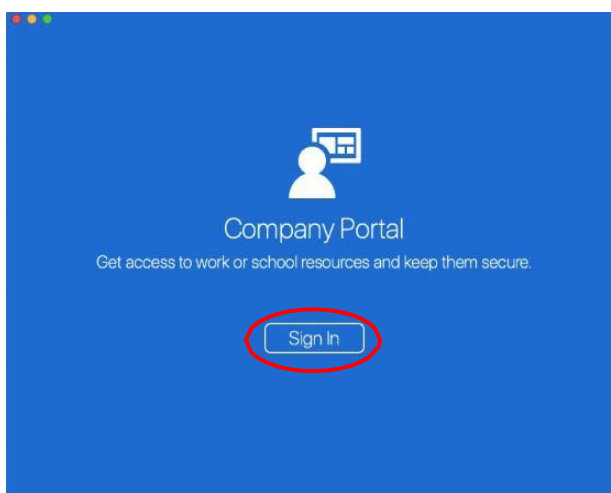 Company Portal
Get access to work or school resources and keep them secure.
Sign In